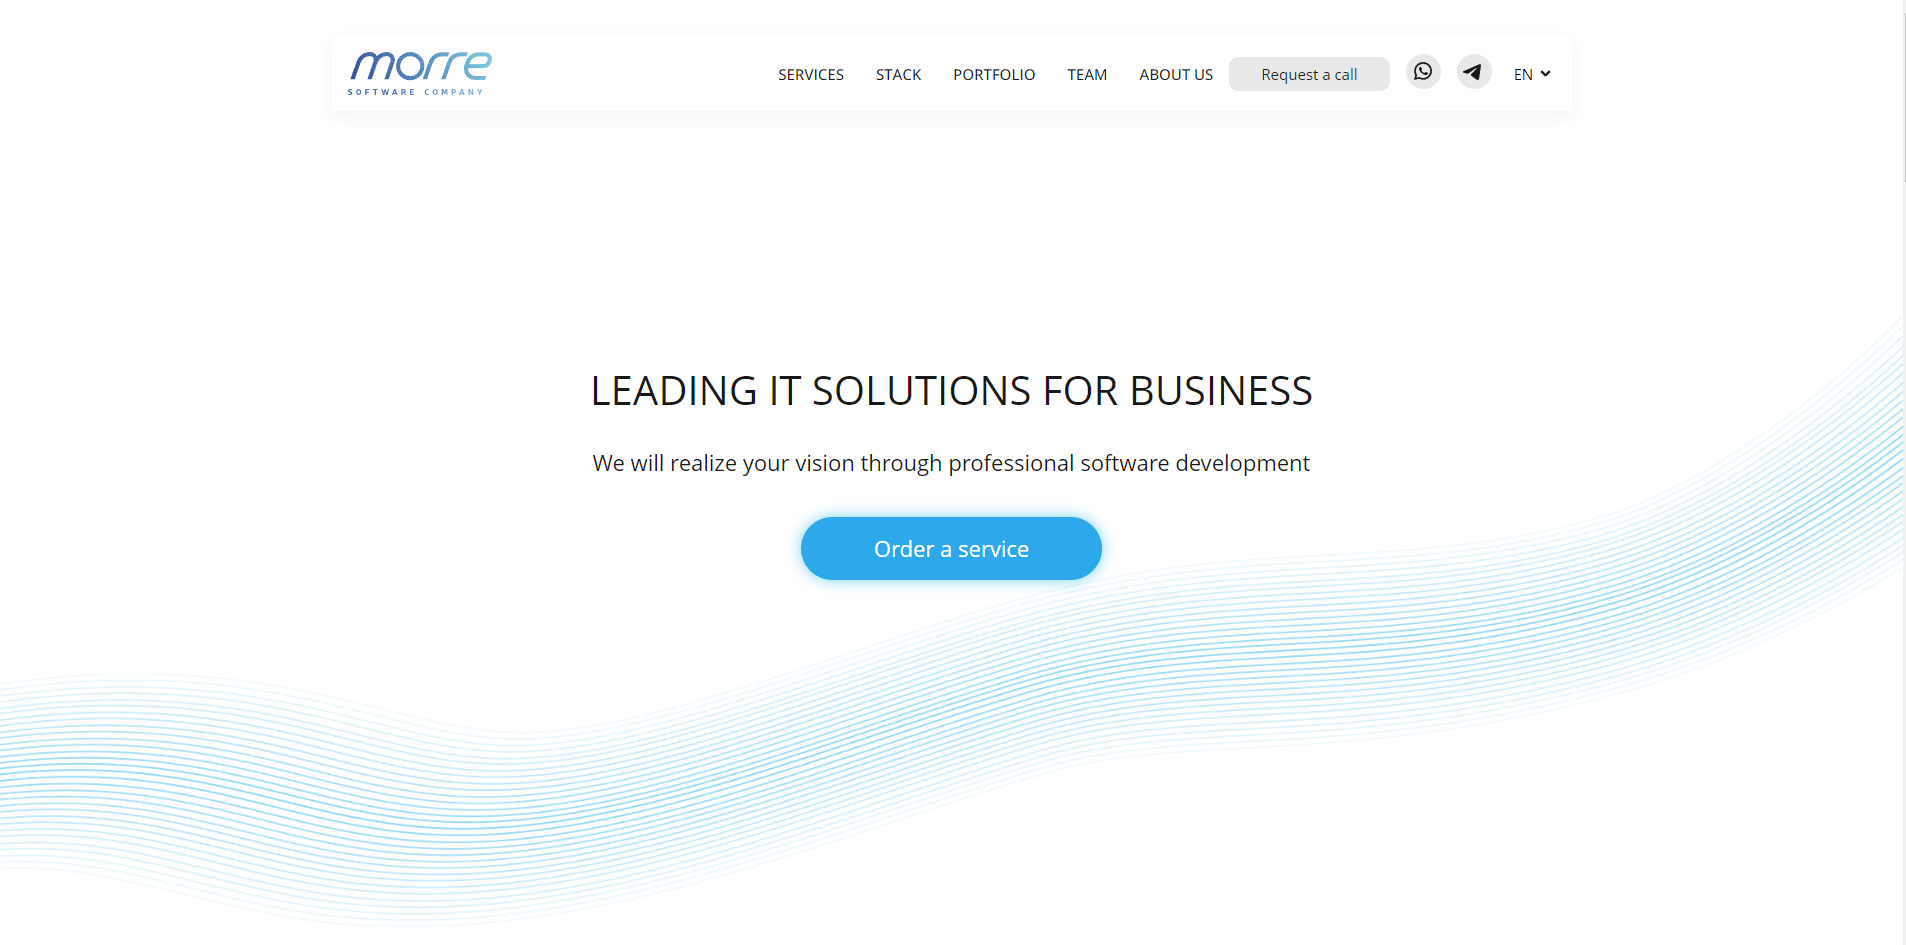 morre
SOFTWARE COMPANY
SERVICES STACK PORTFOLIO TEAM ABOUT US Request a call EN
LEADING IT SOLUTIONS FOR BUSINESS
We will realize your vision through professional software development
Order a service